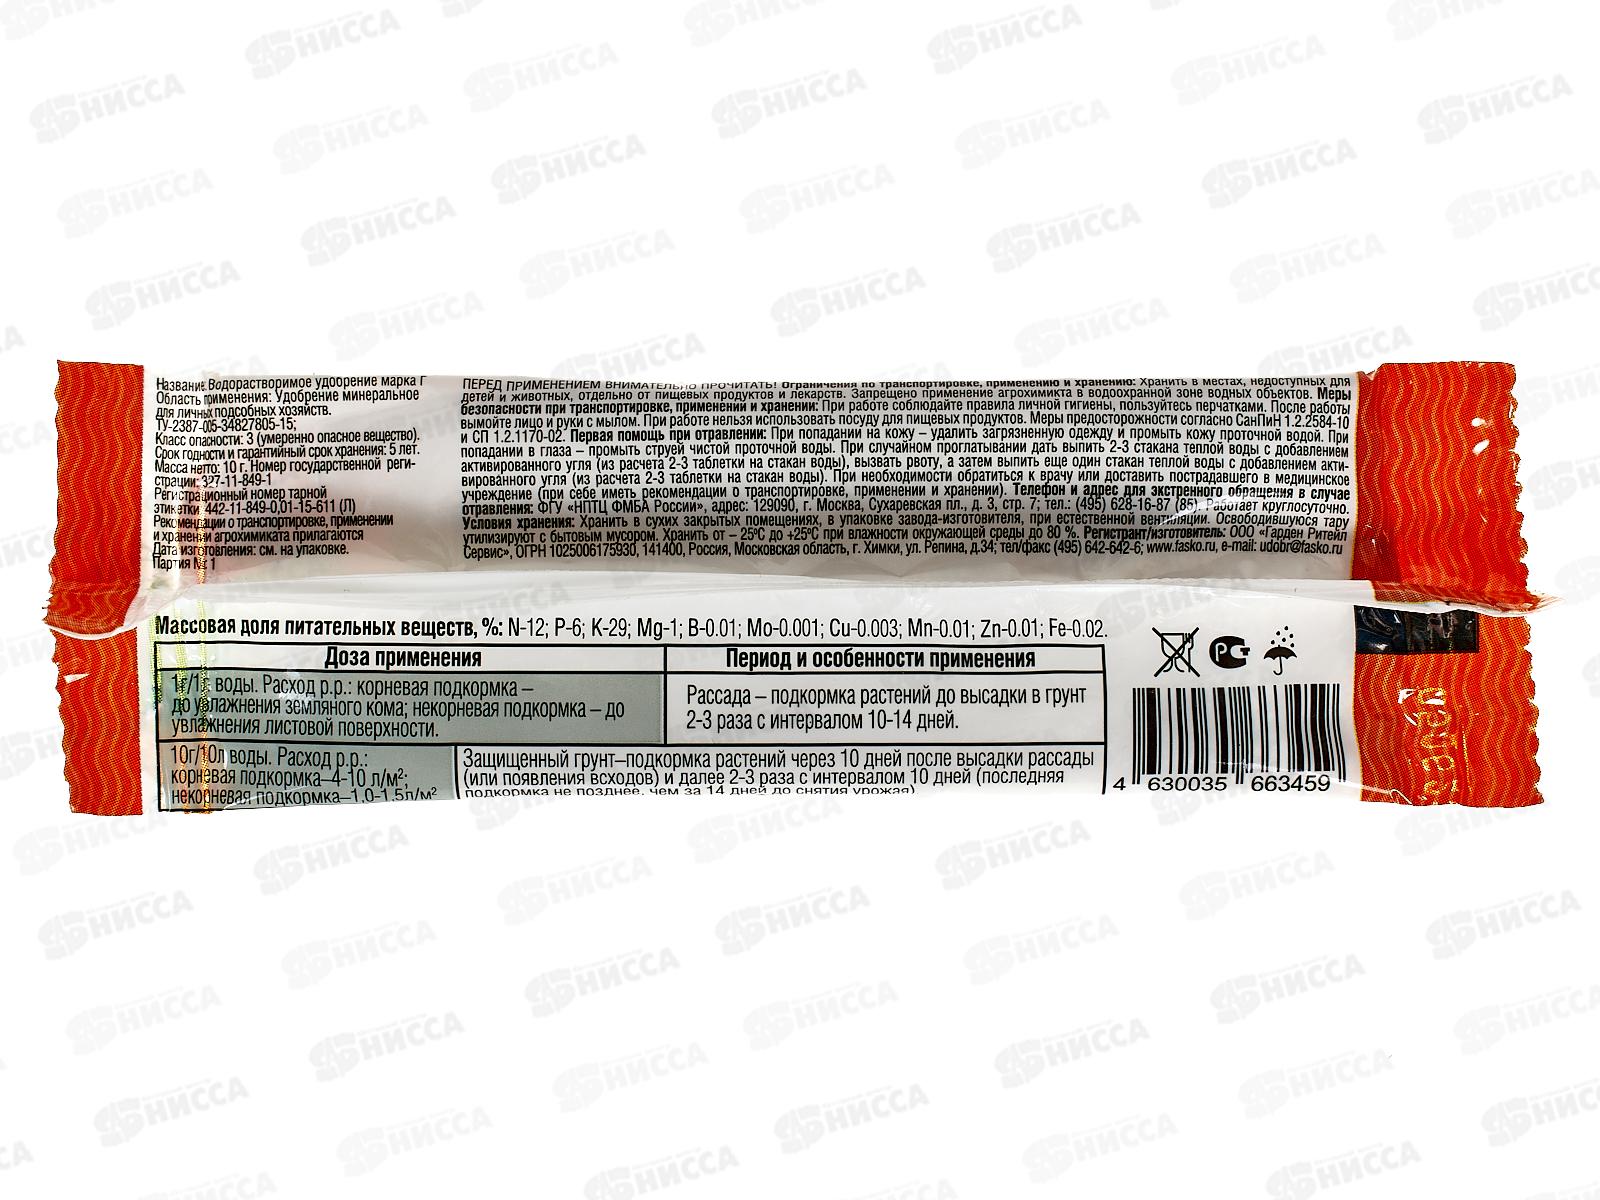 Название: Водорастворимое удобрение марка Г
Область применения: Удобрение минеральное
для личных подсобных хозяйств.
ТУ-2387-005-34827805-15;
Класс опасности: 3 (умеренно опасное вещество).
Срок годности и гарантийный срок хранения: 5 лет.
Масса нетто: 10 г. Номер государственной реги-
страции: 327-11-849-1
Регистрационный номер тарной
этикетки: 442-11-849-0,01-15-611 (Л)
Рекомендации о транспортировке, применении
и хранении агрохимиката прилагаются
Дата изготовления: см. на упаковке.
Партия № 1
ПЕРЕД ПРИМЕНЕНИЕМ ВНИМАТЕЛЬНО ПРОЧИТАТЬ! Ограничения по транспортировке, применению и хранению: Хранить в местах, недоступных для
детей и животных, отдельно от пищевых продуктов и лекарств. Запрещено применение агрохимиката в водоохранной зоне водных объектов. Меры
безопасности при транспортировке, применении и хранении: При работе соблюдайте правила личной гигиены, пользуйтесь перчатками. После работы
вымойте лицо и руки с мылом. При работе нельзя использовать посуду для пищевых продуктов. Меры предосторожности согласно СанПиН 1.2.2584-10
и СП 1.2.1170-02. Первая помощь при отравлении: При попадании на кожу – удалить загрязненную одежду и промыть кожу проточной водой. При
попадании в глаза – промыть струей чистой проточной воды. При случайном проглатывании дать выпить 2-3 стакана теплой воды с добавлением
активированного угля (из расчета 2-3 таблетки на стакан воды), вызвать рвоту, а затем выпить еще один стакан теплой воды с добавлением акти-
вированного угля (из расчета 2-3 таблетки на стакан воды). При необходимости обратиться к врачу или доставить пострадавшего в медицинское
учреждение (при себе иметь рекомендации о транспортировке, применении и хранении). Телефон и адрес для экстренного обращения в случае
отравления: ФГУ «НПТЦ ФМБА России», адрес: 129090, г. Москва, Сухаревская пл., д. 3, стр. 7; тел.: (495) 628-16-87 (85). Работает круглосуточно.
Условия хранения: Хранить в сухих закрытых помещениях, в упаковке завода-изготовителя, при естественной вентиляции. Освободившуюся тару
утилизируют с бытовым мусором. Хранить от – 25°С до +25°С при влажности окружающей среды до 80 %. Регистрант/изготовитель: ООО «Гарден Ритейл
Сервис», ОГРН 1025006175930, 141400, Россия, Московская область, г. Химки, ул. Репина, д.34; тел/факс (495) 642-642-6; www.fasko.ru, e-mail: udobr@fasko.ru
Массовая доля питательных веществ, %: N-12; P-6; K-29; Mg-1; B-0.01; Mo-0.001; Cu-0.003; Mn-0.01; Zn-0.01; Fe-0.02.
Доза применения
Период и особенности применения
1г/1л воды. Расход р.р.: корневая подкормка –
до увлажнения земляного кома; некорневая подкормка – до
увлажнения листовой поверхности.
Рассада – подкормка растений до высадки в грунт
2-3 раза с интервалом 10-14 дней.
10г/10л воды. Расход р.р.:
корневая подкормка–4-10 л/м²;
некорневая подкормка–1,0-1,5л/м²
Защищенный грунт–подкормка растений через 10 дней после высадки рассады
(или появления всходов) и далее 2-3 раза с интервалом 10 дней (последняя
подкормка не позднее, чем за 14 дней до снятия урожая)
РСТ
4 630035 663459
НИССА